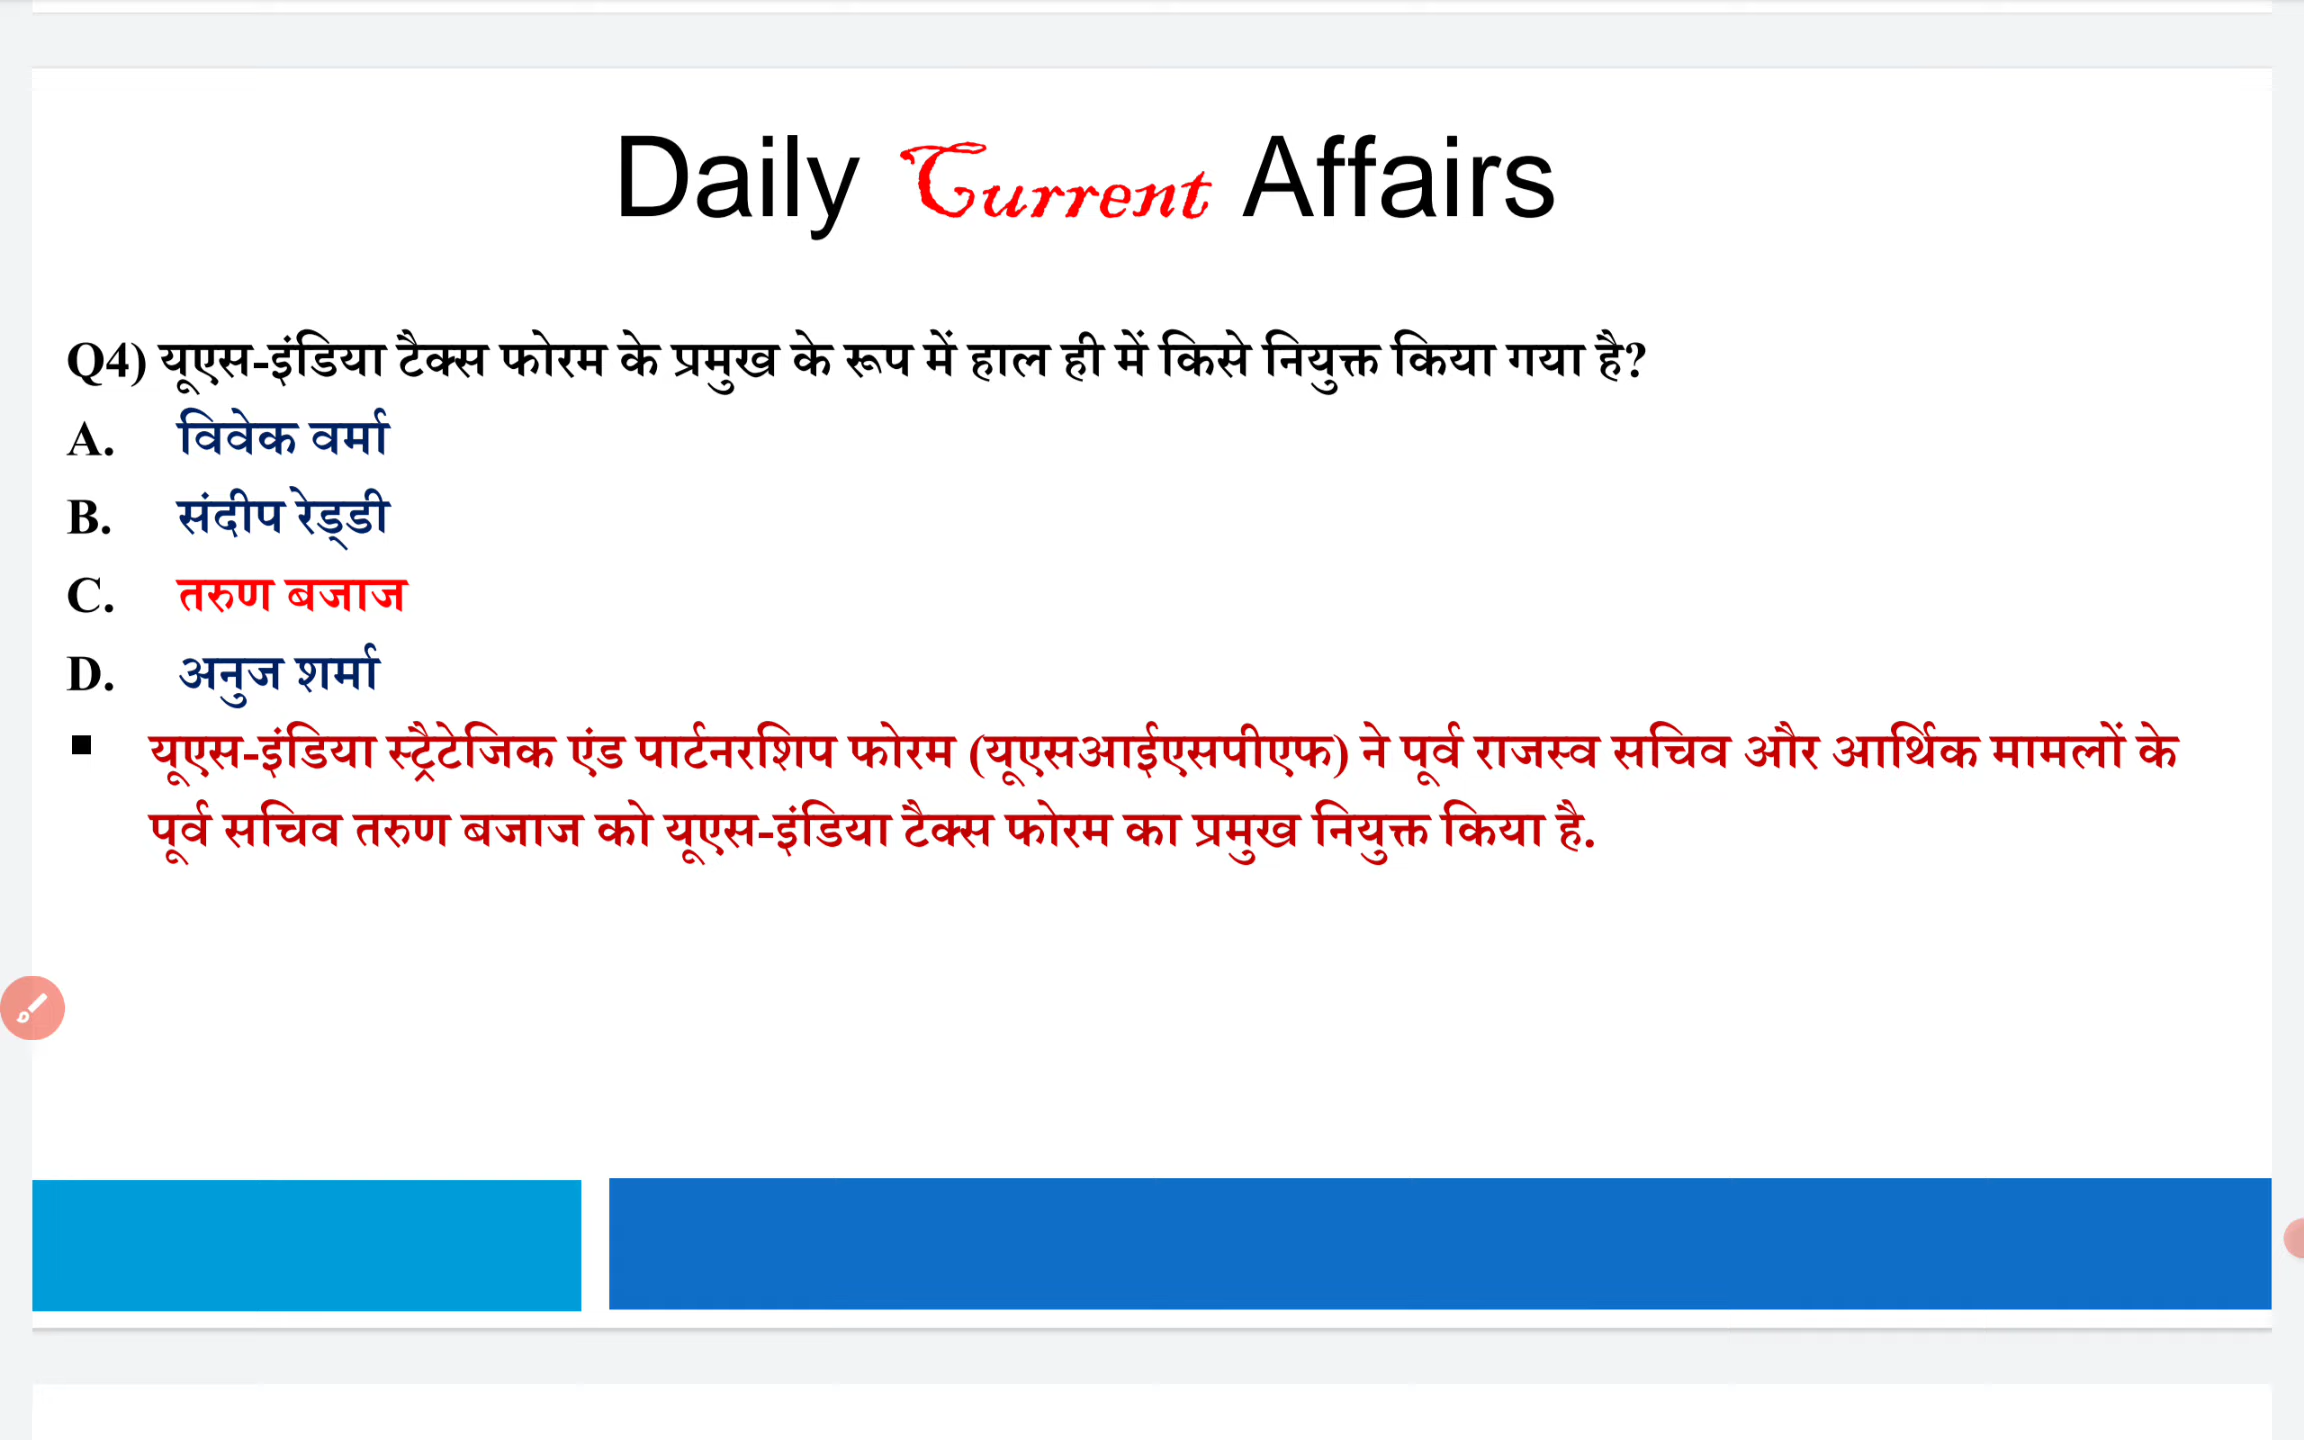 Daily Current Affairs
Q4) यूएस-इंडिया टैक्स फोरम के प्रमुख के रूप में हाल ही में किसे नियुक्त किया गया है?
A. विवेक वर्मा
B. संदीप रेड्डी
C. तरुण बजाज
D. अनुज शर्मा
▪ यूएस-इंडिया स्ट्रैटेजिक एंड पार्टनरशिप फोरम (यूएसआईएसपीएफ) ने पूर्व राजस्व सचिव और आर्थिक मामलों के
पूर्व सचिव तरुण बजाज को यूएस-इंडिया टैक्स फोरम का प्रमुख नियुक्त किया है.